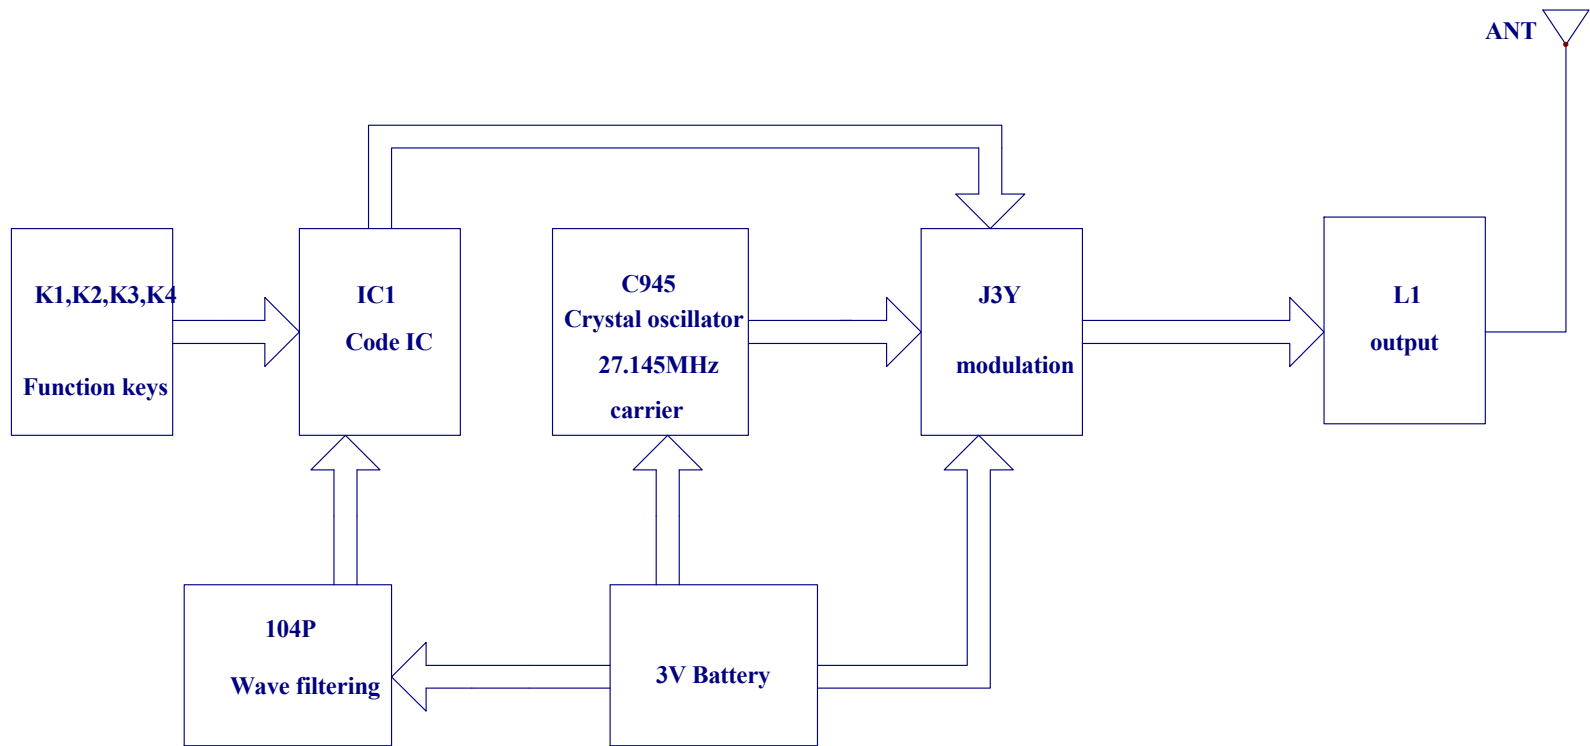 ANT
K1,K2,K3,K4
Function keys
IC1
Code IC
C945
Crystal oscillator
27.145MHz
carrier
J3Y
modulation
L1
output
104P
Wave filtering
3V Battery